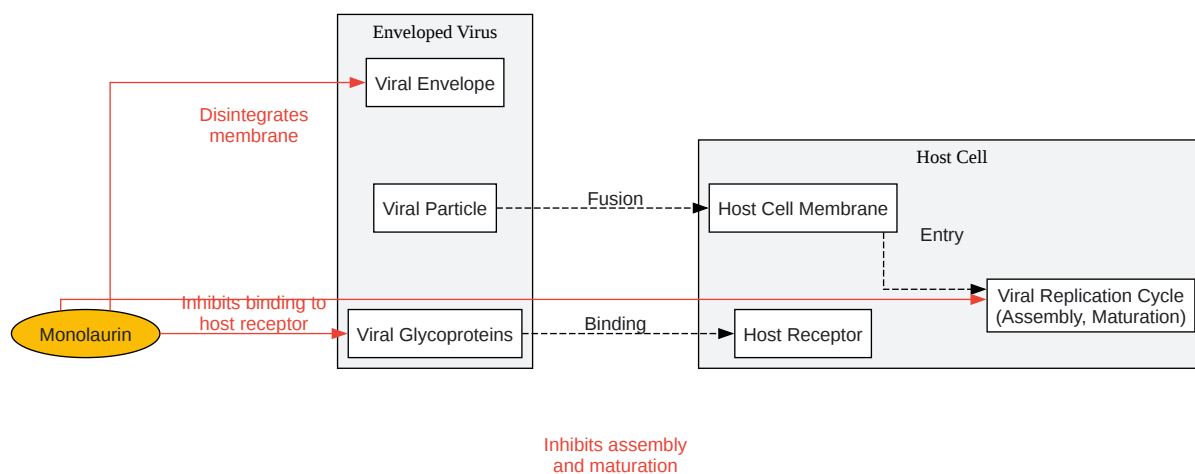 Enveloped Virus
Viral Envelope
Disintegrates
membrane
Host Cell
Viral Particle
Fusion
Host Cell Membrane
Entry
Inhibits binding to
host receptor
Viral Replication Cycle
(Assembly, Maturation)
Monolaurin
Viral Glycoproteins
Binding
Host Receptor
Inhibits assembly
and maturation